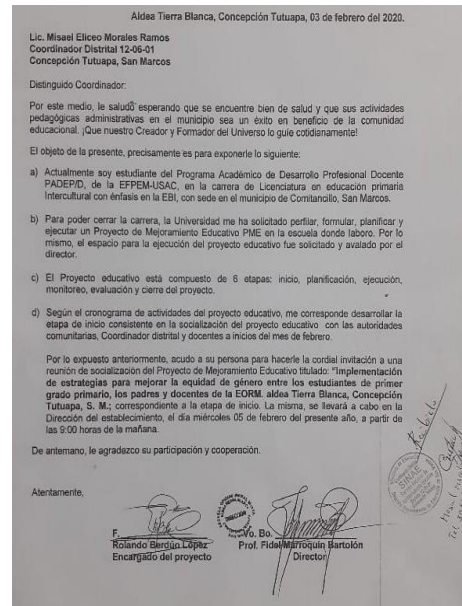 Aldea Tierra Blanca, Concepción Tutuapa, 03 de febrero del 2020.
Lic. Misael Eliceo Morales Ramos
Coordinador Distrital 12-06-01
Concepción Tutuapa, San Marcos
Distinguido Coordinador:
Por este medio, le saludo esperando que se encuentre bien de salud y que sus actividades
pedagógicas administrativas en el municipio sea un éxito en beneficio de la comunidad
educacional. ¡Que nuestro Creador y Formador del Universo lo guíe cotidianamente!
El objeto de la presente, precisamente es para exponerle lo siguiente:
a) Actualmente soy estudiante del Programa Académico de Desarrollo Profesional Docente
PADEP/D, de la EFPEM-USAC, en la carrera de Licenciatura en educación primaria
Intercultural con énfasis en la EBI, con sede en el municipio de Comitancillo, San Marcos.
b) Para poder cerrar la carrera, la Universidad me ha solicitado perfilar, formular, planificar y
ejecutar un Proyecto de Mejoramiento Educativo PME en la escuela donde laboro. Por lo
mismo, el espacio para la ejecución del proyecto educativo fue solicitado y avalado por el
director.
c) El Proyecto educativo está compuesto de 6 etapas: inicio, planificación, ejecución,
monitoreo, evaluación y cierre del proyecto.
d) Según el cronograma de actividades del proyecto educativo, me corresponde desarrollar la
etapa de inicio consistente en la socialización del proyecto educativo con las autoridades
comunitarias, Coordinador distrital y docentes a inicios del mes de febrero.
Por lo expuesto anteriormente, acudo a su persona para hacerle la cordial invitación a una
reunión de socialización del Proyecto de Mejoramiento Educativo titulado: "Implementación
de estrategias para mejorar la equidad de género entre los estudiantes de primer
grado primario, los padres y docentes de la EORM. aldea Tierra Blanca, Concepción
Tutuapa, S. M.; correspondiente a la etapa de inicio. La misma, se llevará a cabo en la
Dirección del establecimiento, el día miércoles 05 de febrero del presente año, a partir de
las 9:00 horas de la mañana.
De antemano, le agradezco su participación y cooperación.
Atentamente,
F.
Rolando Berdún López
Encargado del proyecto
Vo. Bo.
Prof. Fidel Marroquín Bartolón
Director
DIRECCIÓN
Recibido
SINAE